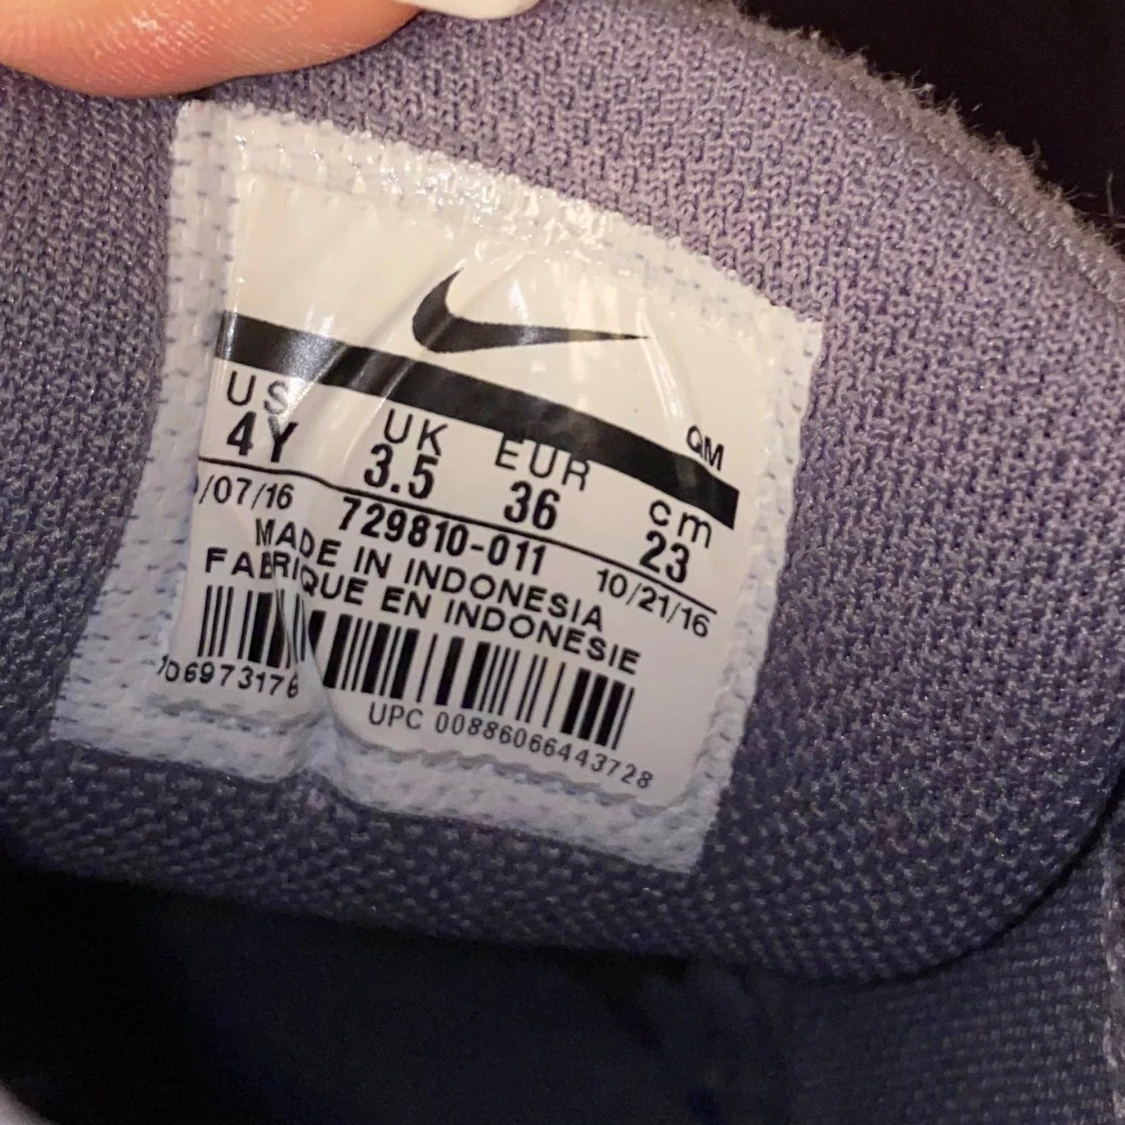 QM
US UK EUR cm
4Y 3.5 36 23
/07/16 729810-011 10/21/16
MADE IN INDONESIA
FABRIQUE EN INDONESIE
06973176 UPC 00886066443728